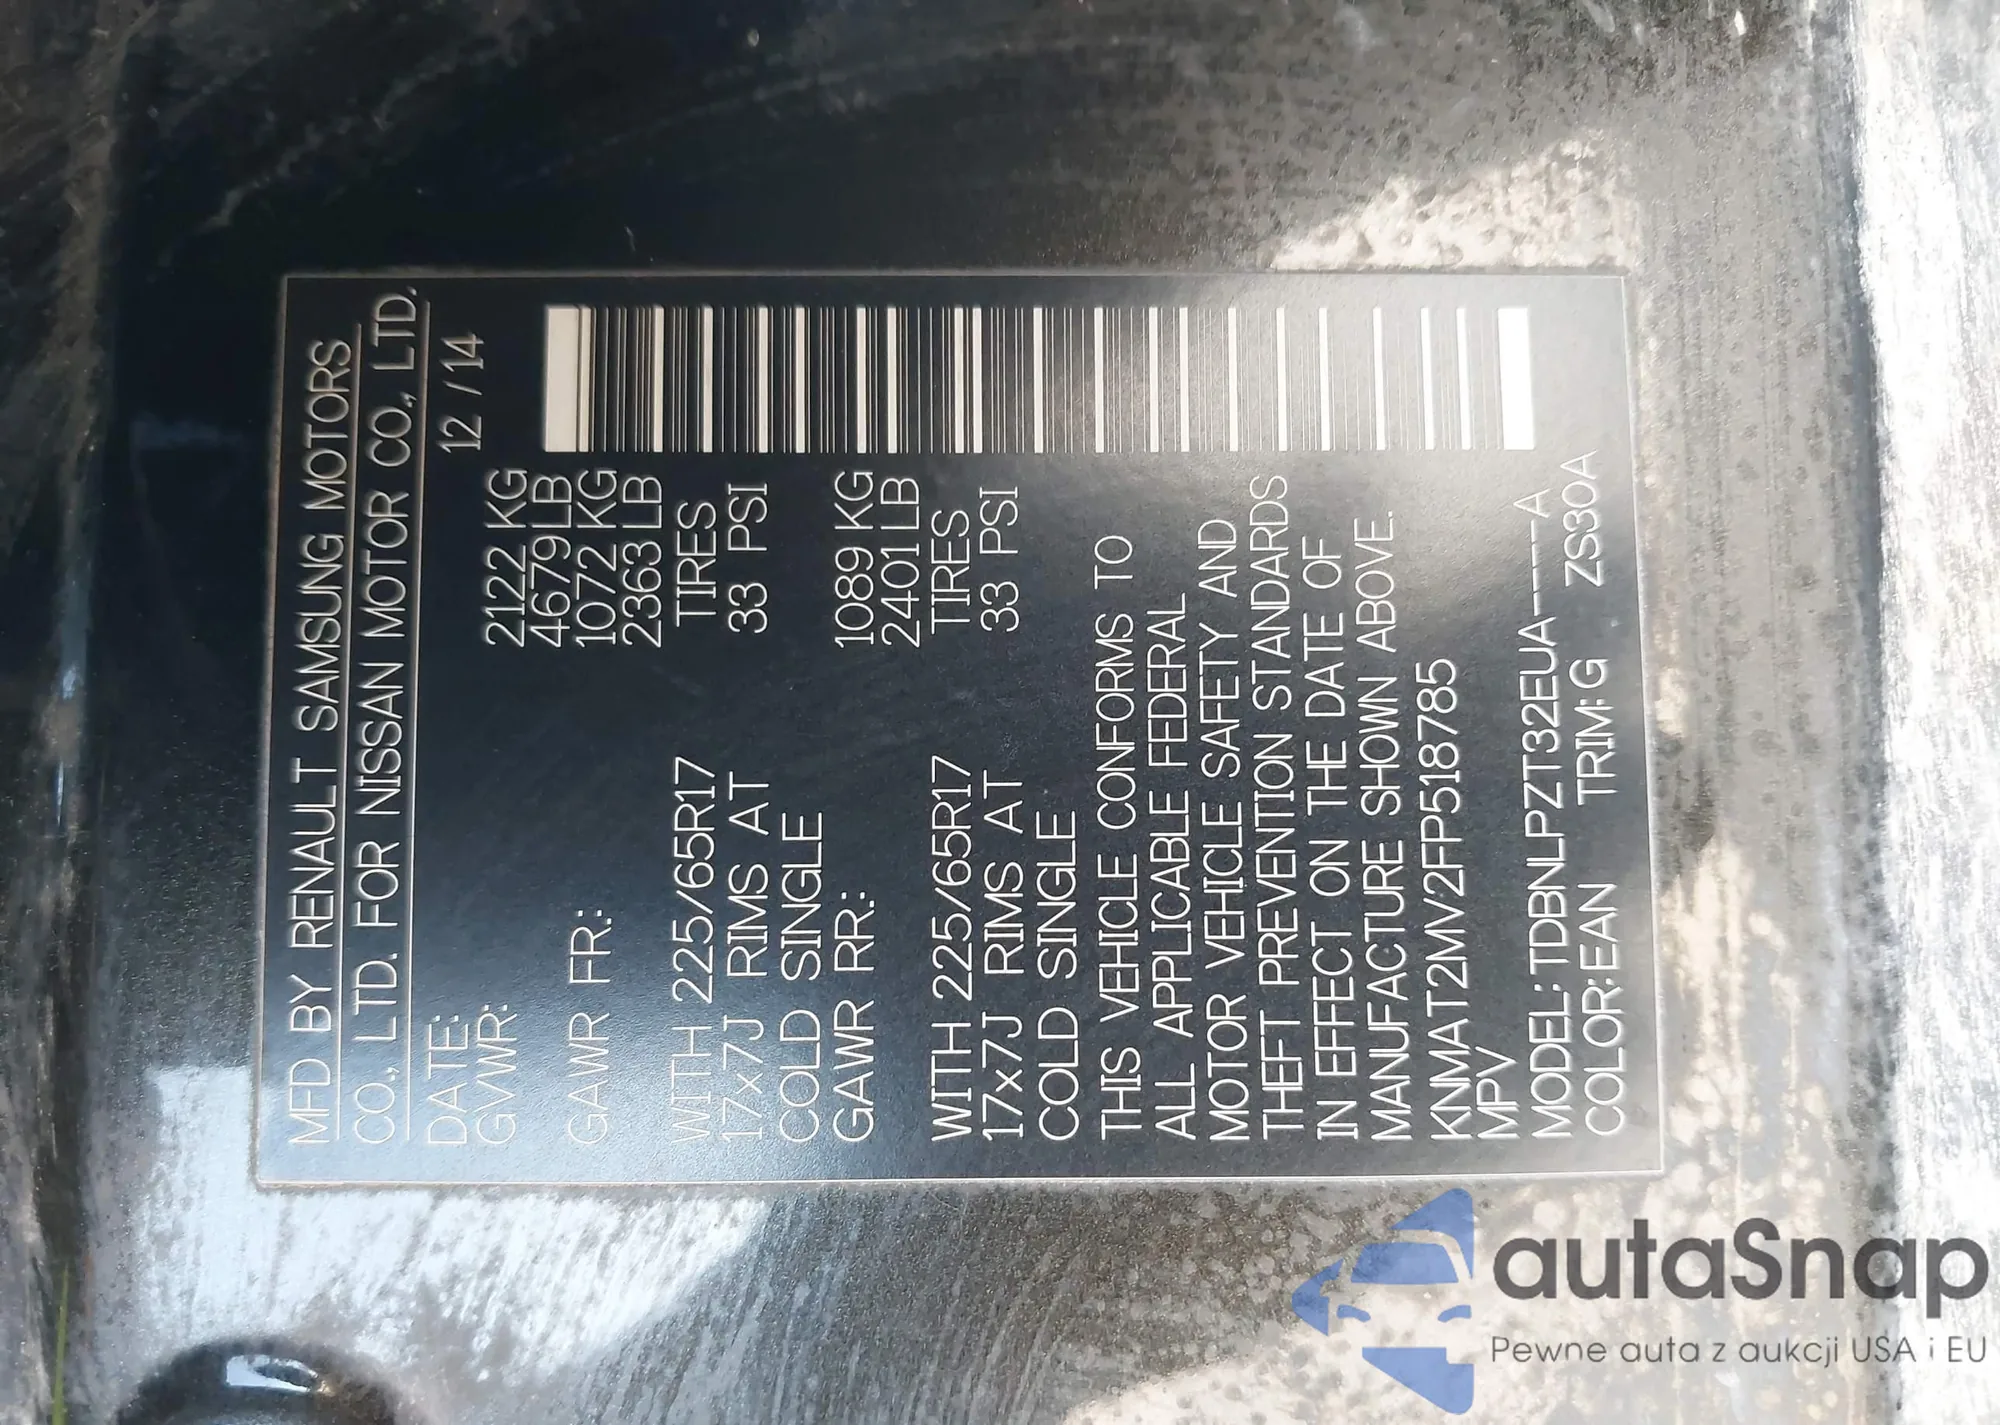 MFD BY RENAULT SAMSUNG MOTORS
CO., LTD. FOR NISSAN MOTOR CO., LTD.
DATE: 12 /14
GVWR: 2122 KG
4679 LB
GAWR FR.: 1072 KG
2363 LB
WITH 225/65R17 TIRES
17x7J RIMS AT 33 PSI
COLD SINGLE
GAWR RR.: 1089 KG
2401 LB
WITH 225/65R17 TIRES
17x7J RIMS AT 33 PSI
COLD SINGLE
THIS VEHICLE CONFORMS TO
ALL APPLICABLE FEDERAL
MOTOR VEHICLE SAFETY AND
THEFT PREVENTION STANDARDS
IN EFFECT ON THE DATE OF
MANUFACTURE SHOWN ABOVE.
KNMAT2MV2FP518785
MPV
MODEL: TDBNLPZT32EUA----A
COLOR:EAN TRIM:G ZS30A
autaSnap
Pewne auta z aukcji USA i EU